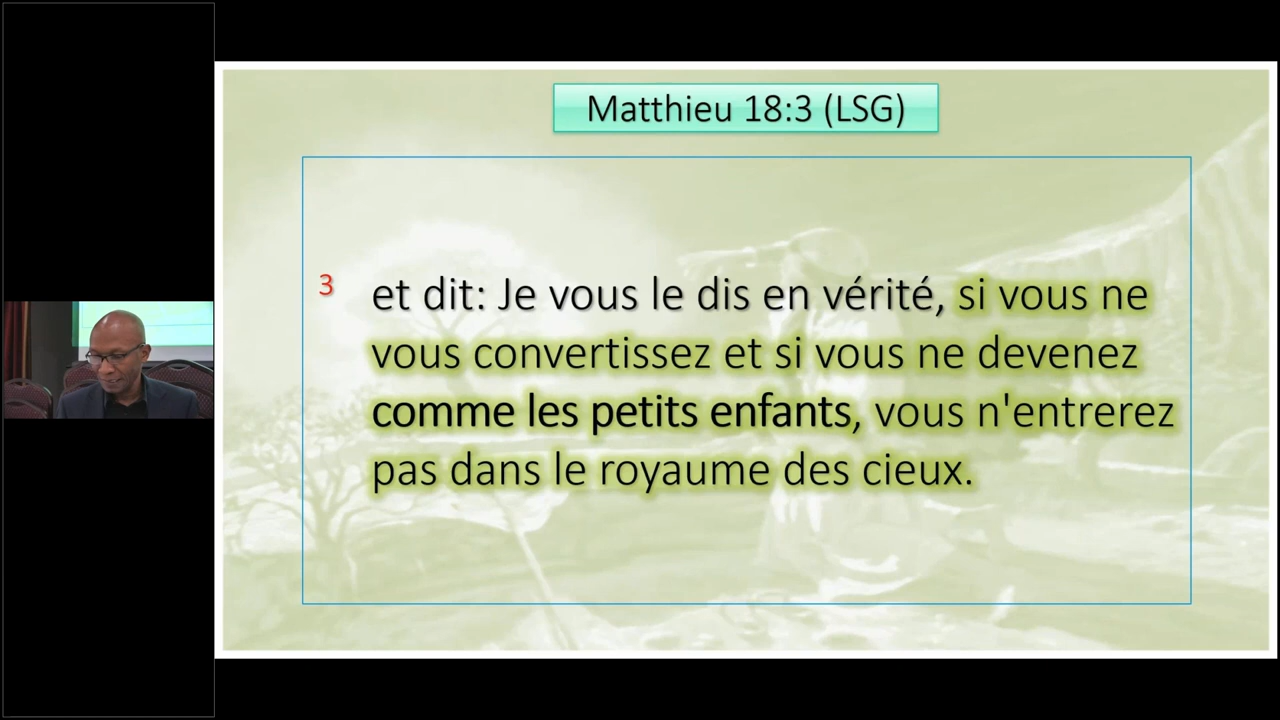 Matthieu 18:3 (LSG)
3 et dit: Je vous le dis en vérité, si vous ne
vous convertissez et si vous ne devenez
comme les petits enfants, vous n'entrerez
pas dans le royaume des cieux.